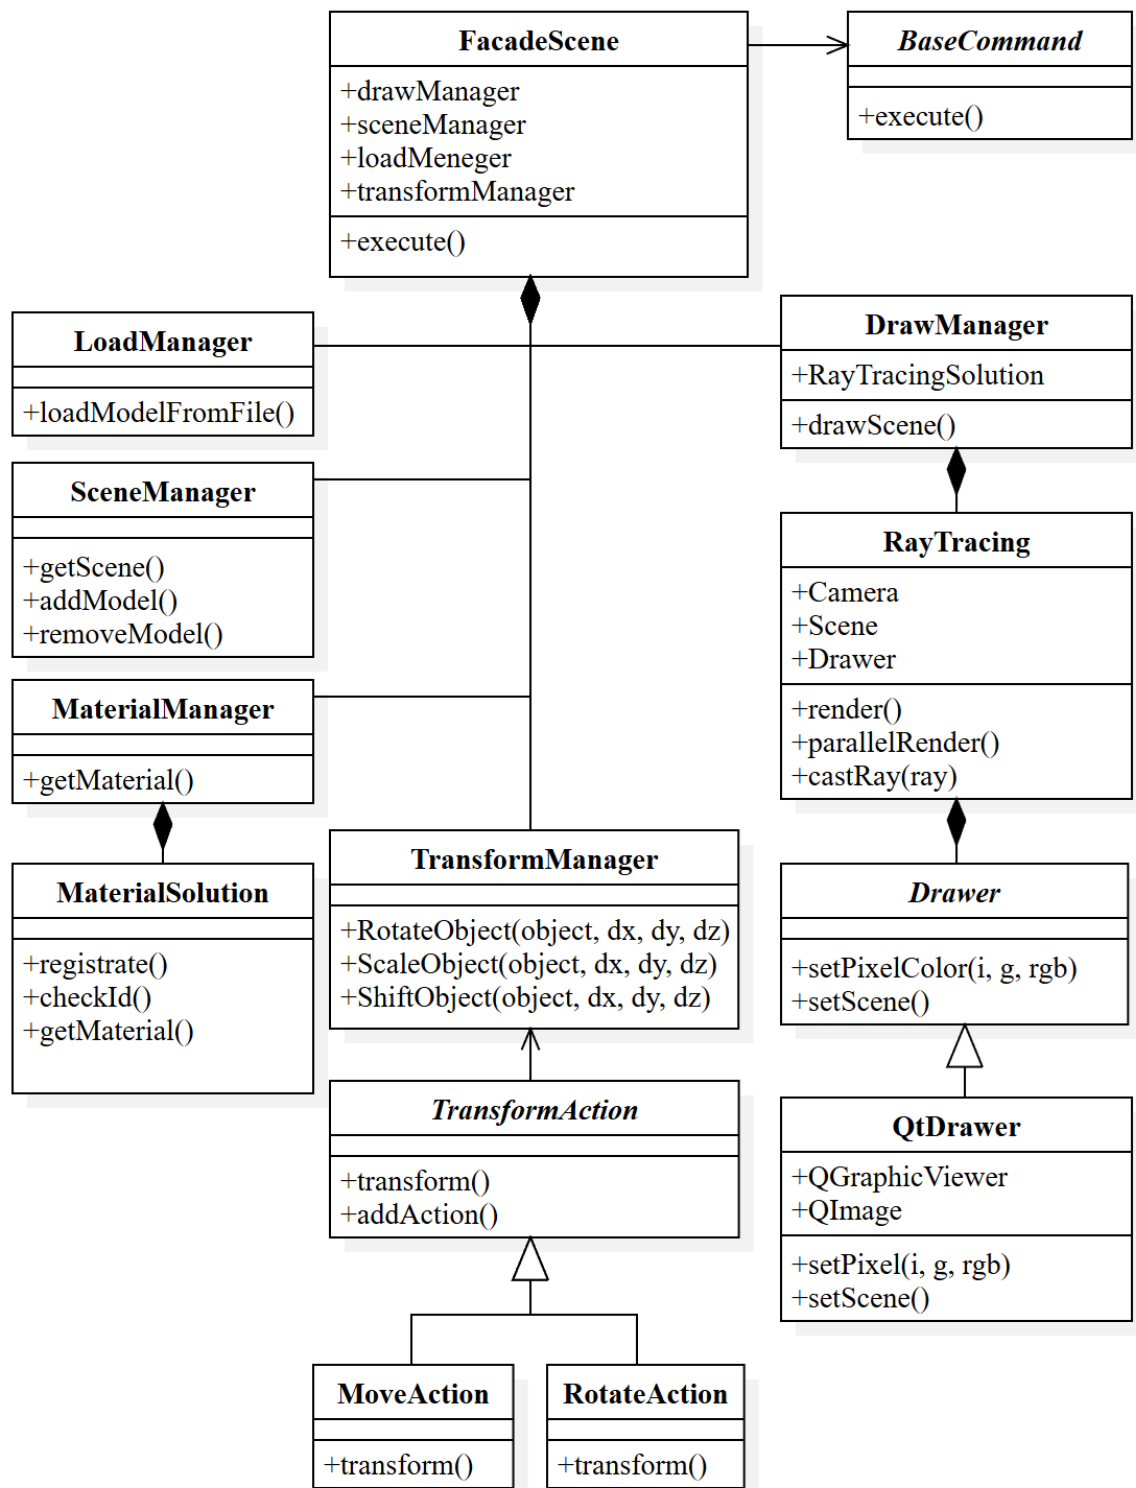 FacadeScene
+drawManager
+sceneManager
+loadMeneger
+transformManager
+execute()
BaseCommand
+execute()
LoadManager
+loadModelFromFile()
DrawManager
+RayTracingSolution
+drawScene()
SceneManager
+getScene()
+addModel()
+removeModel()
RayTracing
+Camera
+Scene
+Drawer
+render()
+parallelRender()
+castRay(ray)
MaterialManager
+getMaterial()
MaterialSolution
+registrate()
+checkId()
+getMaterial()
TransformManager
+RotateObject(object, dx, dy, dz)
+ScaleObject(object, dx, dy, dz)
+ShiftObject(object, dx, dy, dz)
Drawer
+setPixelColor(i, g, rgb)
+setScene()
TransformAction
+transform()
+addAction()
QtDrawer
+QGraphicViewer
+QImage
+setPixel(i, g, rgb)
+setScene()
MoveAction
+transform()
RotateAction
+transform()